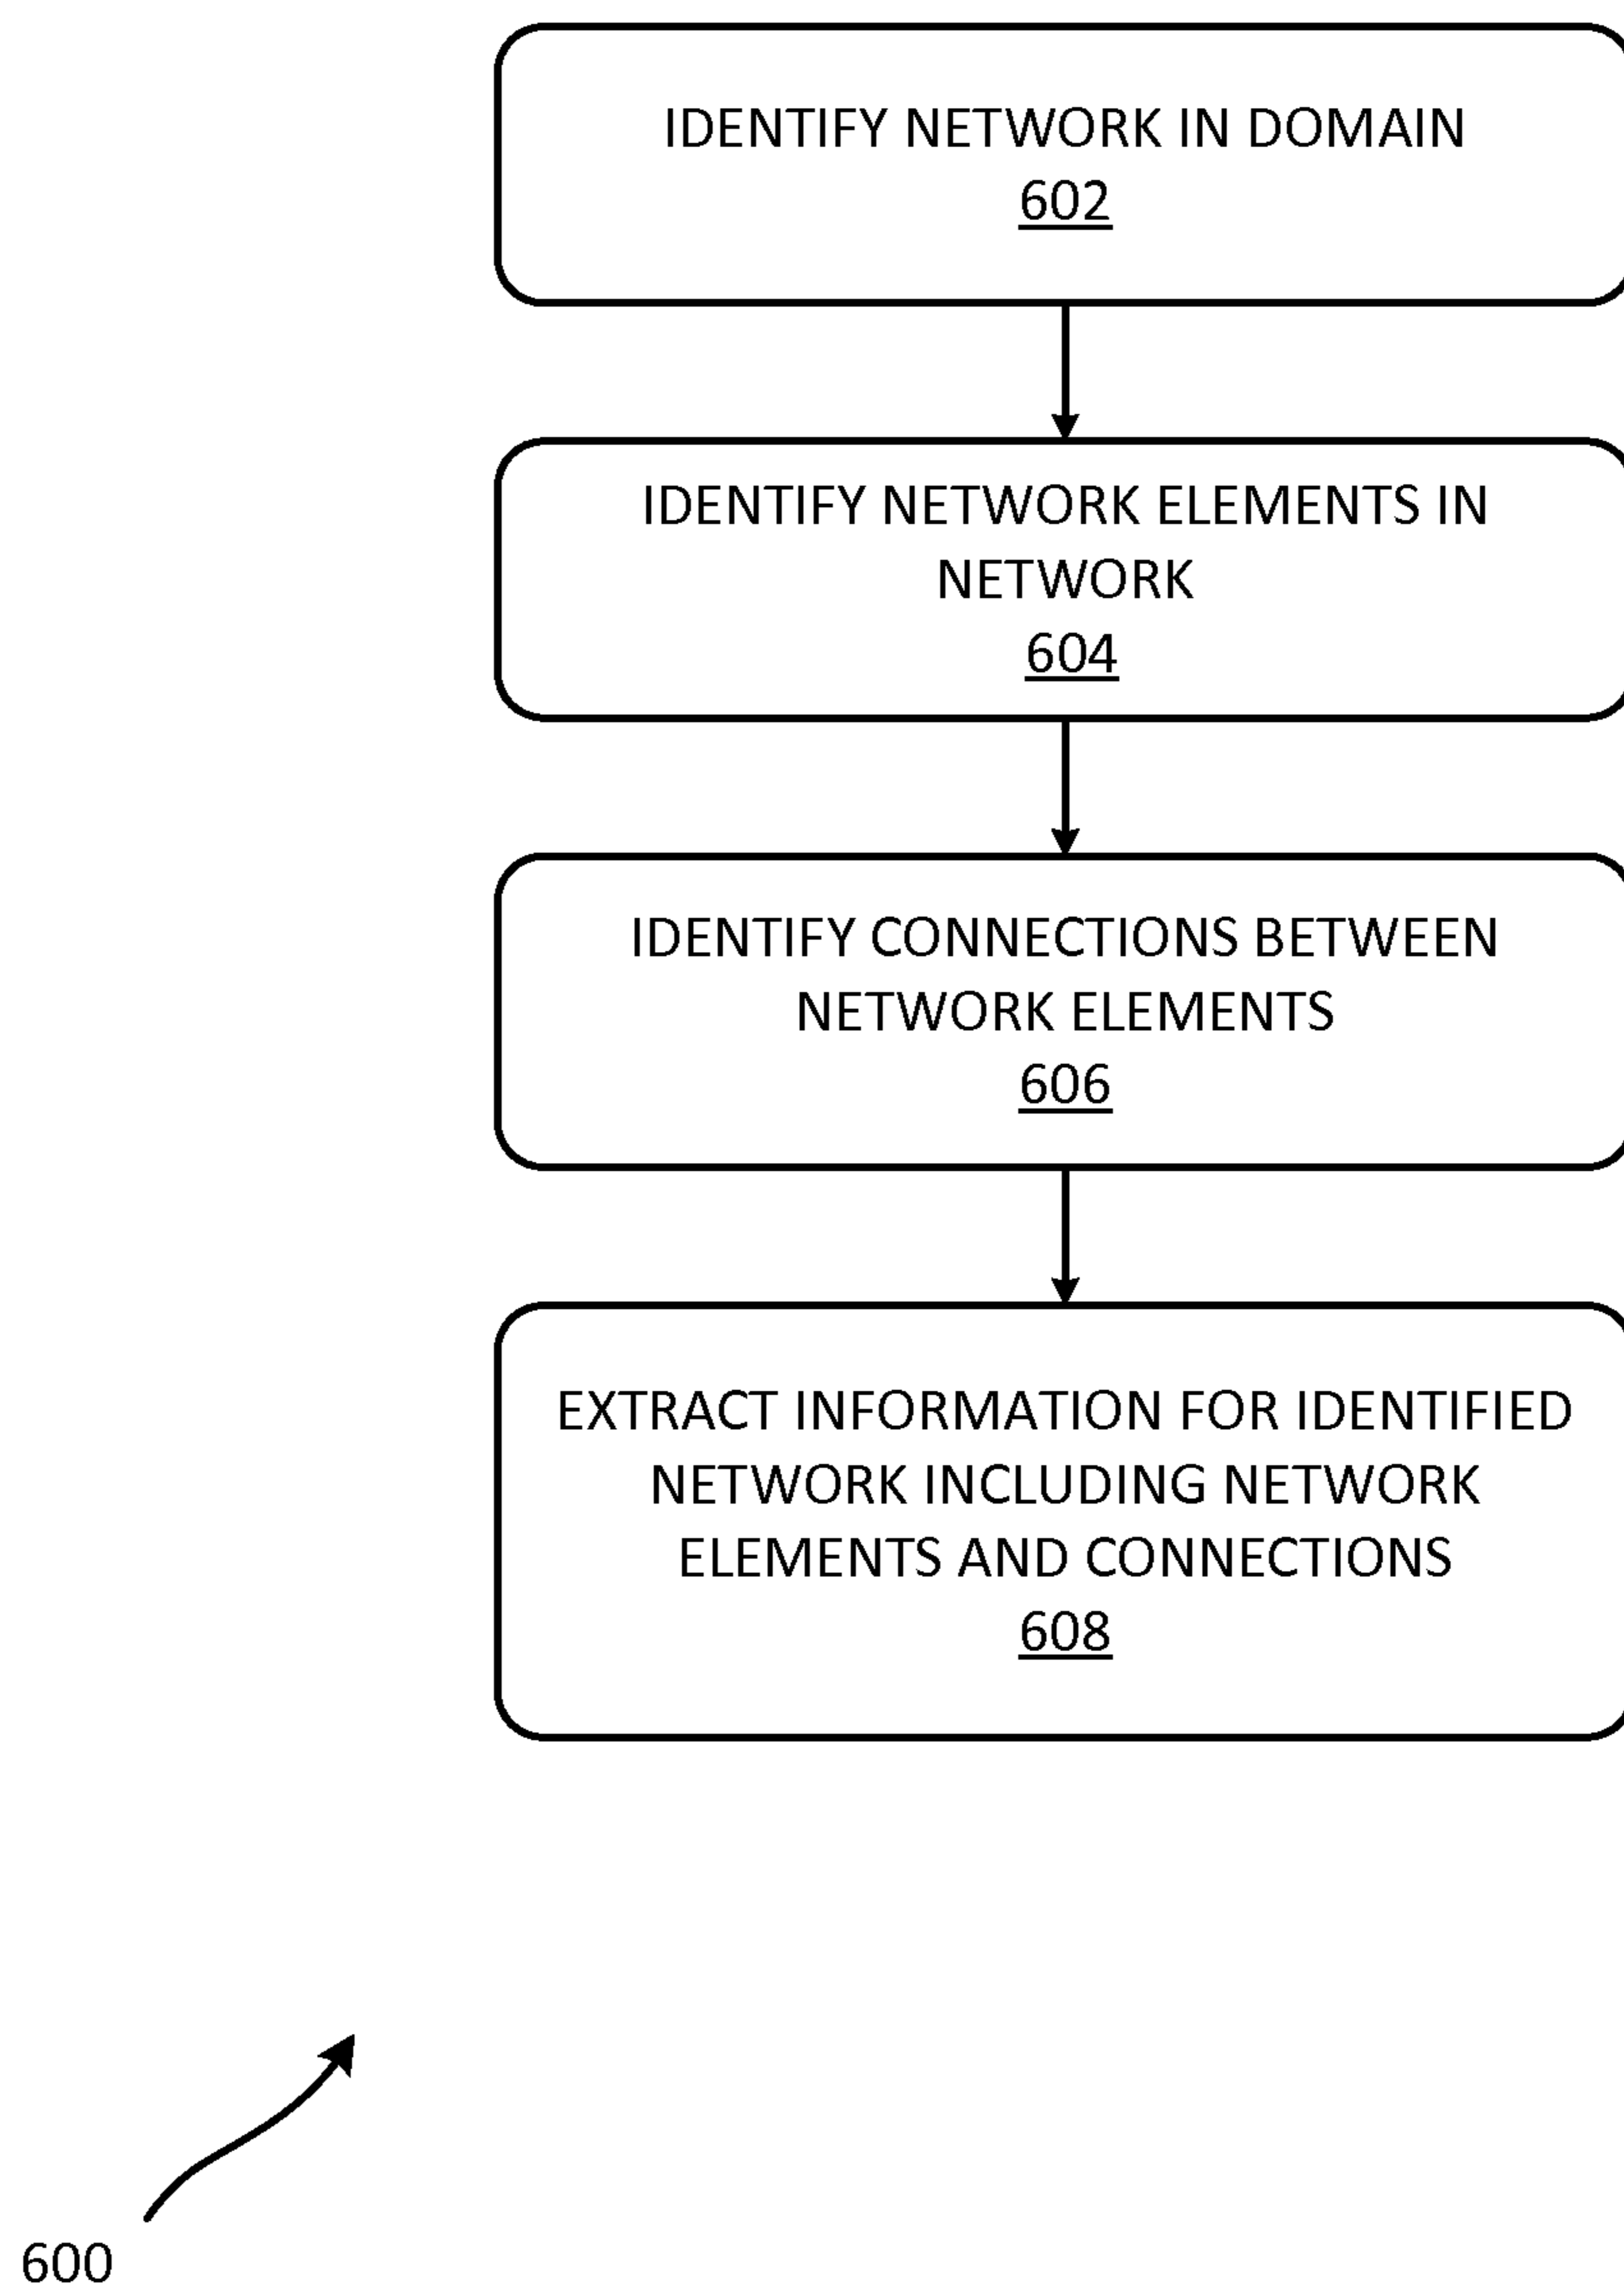 IDENTIFY NETWORK IN DOMAIN
602
IDENTIFY NETWORK ELEMENTS IN
NETWORK
604
IDENTIFY CONNECTIONS BETWEEN
NETWORK ELEMENTS
606
EXTRACT INFORMATION FOR IDENTIFIED
NETWORK INCLUDING NETWORK
ELEMENTS AND CONNECTIONS
608
600